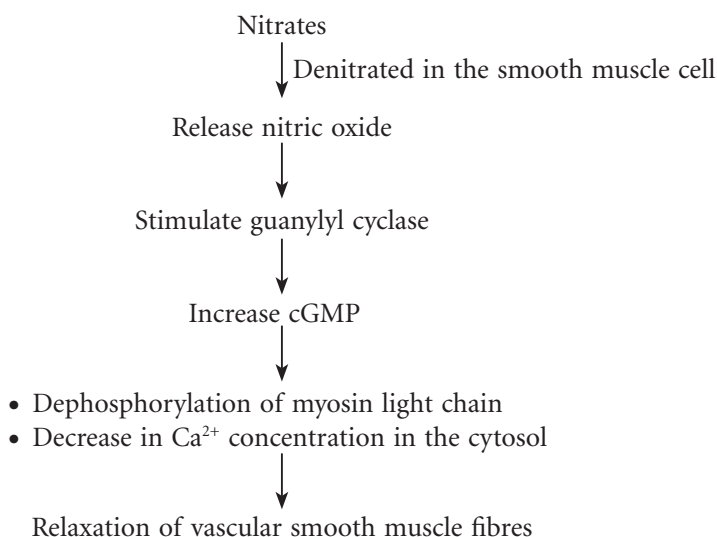 Nitrates
Denitrated in the smooth muscle cell
Release nitric oxide
Stimulate guanylyl cyclase
Increase cGMP
• Dephosphorylation of myosin light chain
• Decrease in Ca²⁺ concentration in the cytosol
Relaxation of vascular smooth muscle fibres